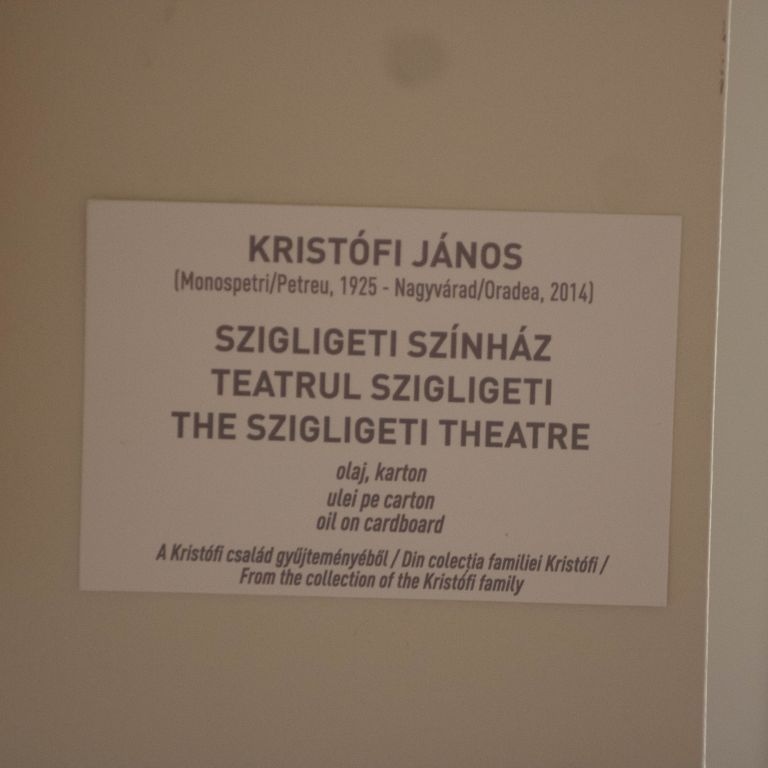 KRISTÓFI JÁNOS
(Monospetri/Petreu, 1925 - Nagyvárad/Oradea, 2014)
SZIGLIGETI SZÍNHÁZ
TEATRUL SZIGLIGETI
THE SZIGLIGETI THEATRE
olaj, karton
ulei pe carton
oil on cardboard
A Kristófi család gyűjteményéből / Din colecția familiei Kristófi /
From the collection of the Kristófi family